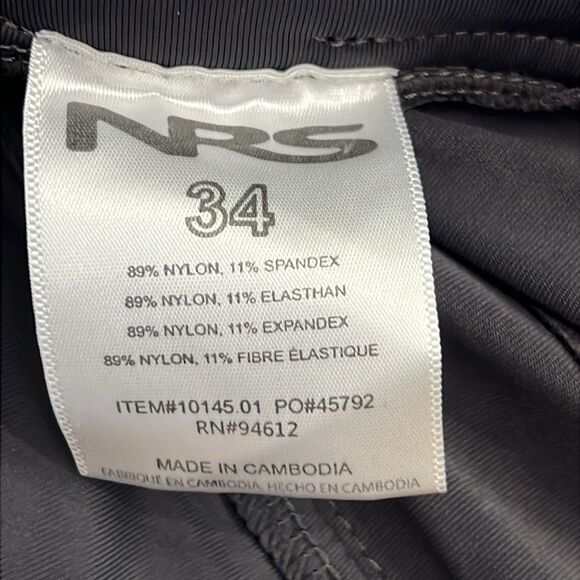 NRS
34
89% NYLON, 11% SPANDEX
89% NYLON, 11% ELASTHAN
89% NYLON, 11% EXPANDEX
89% NYLON, 11% FIBRE ÉLASTIQUE
ITEM#10145.01 PO#45792
RN#94612
MADE IN CAMBODIA
FABRIQUE EN CAMBODIA, HECHO EN CAMBODIA